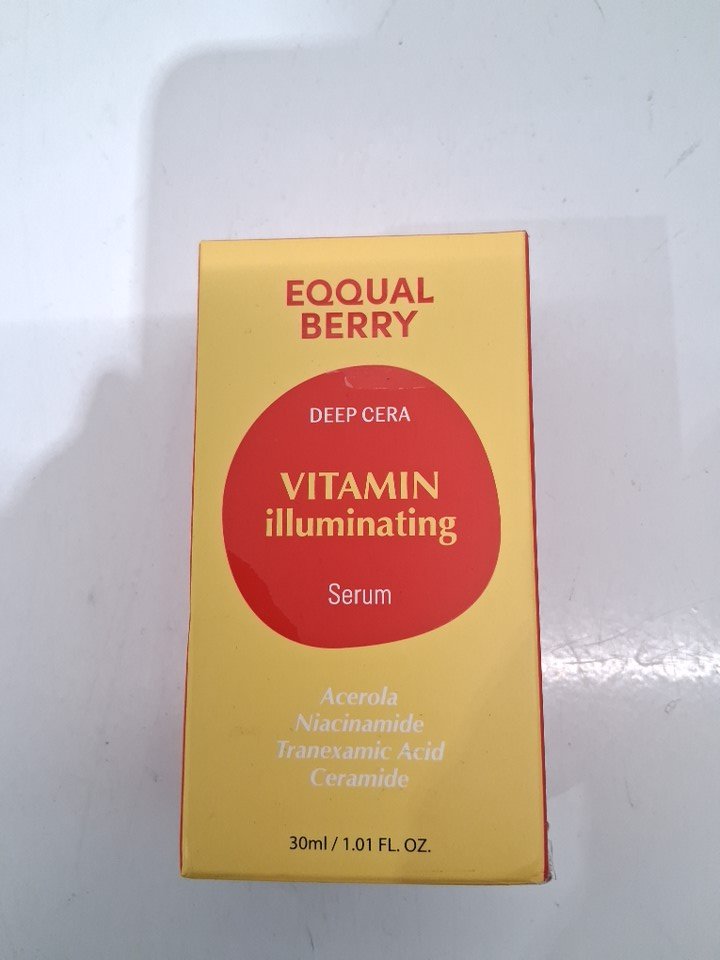 EQQUAL
BERRY
DEEP CERA
VITAMIN
illuminating
Serum
Acerola
Niacinamide
Tranexamic Acid
Ceramide
30ml / 1.01 FL. OZ.